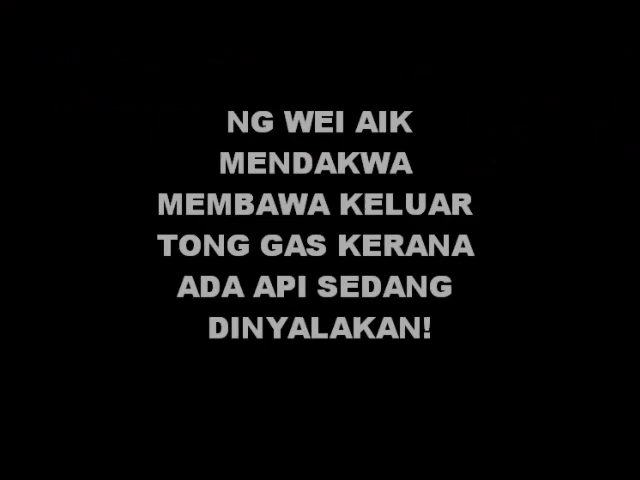 NG WEI AIK
MENDAKWA
MEMBAWA KELUAR
TONG GAS KERANA
ADA API SEDANG
DINYALAKAN!